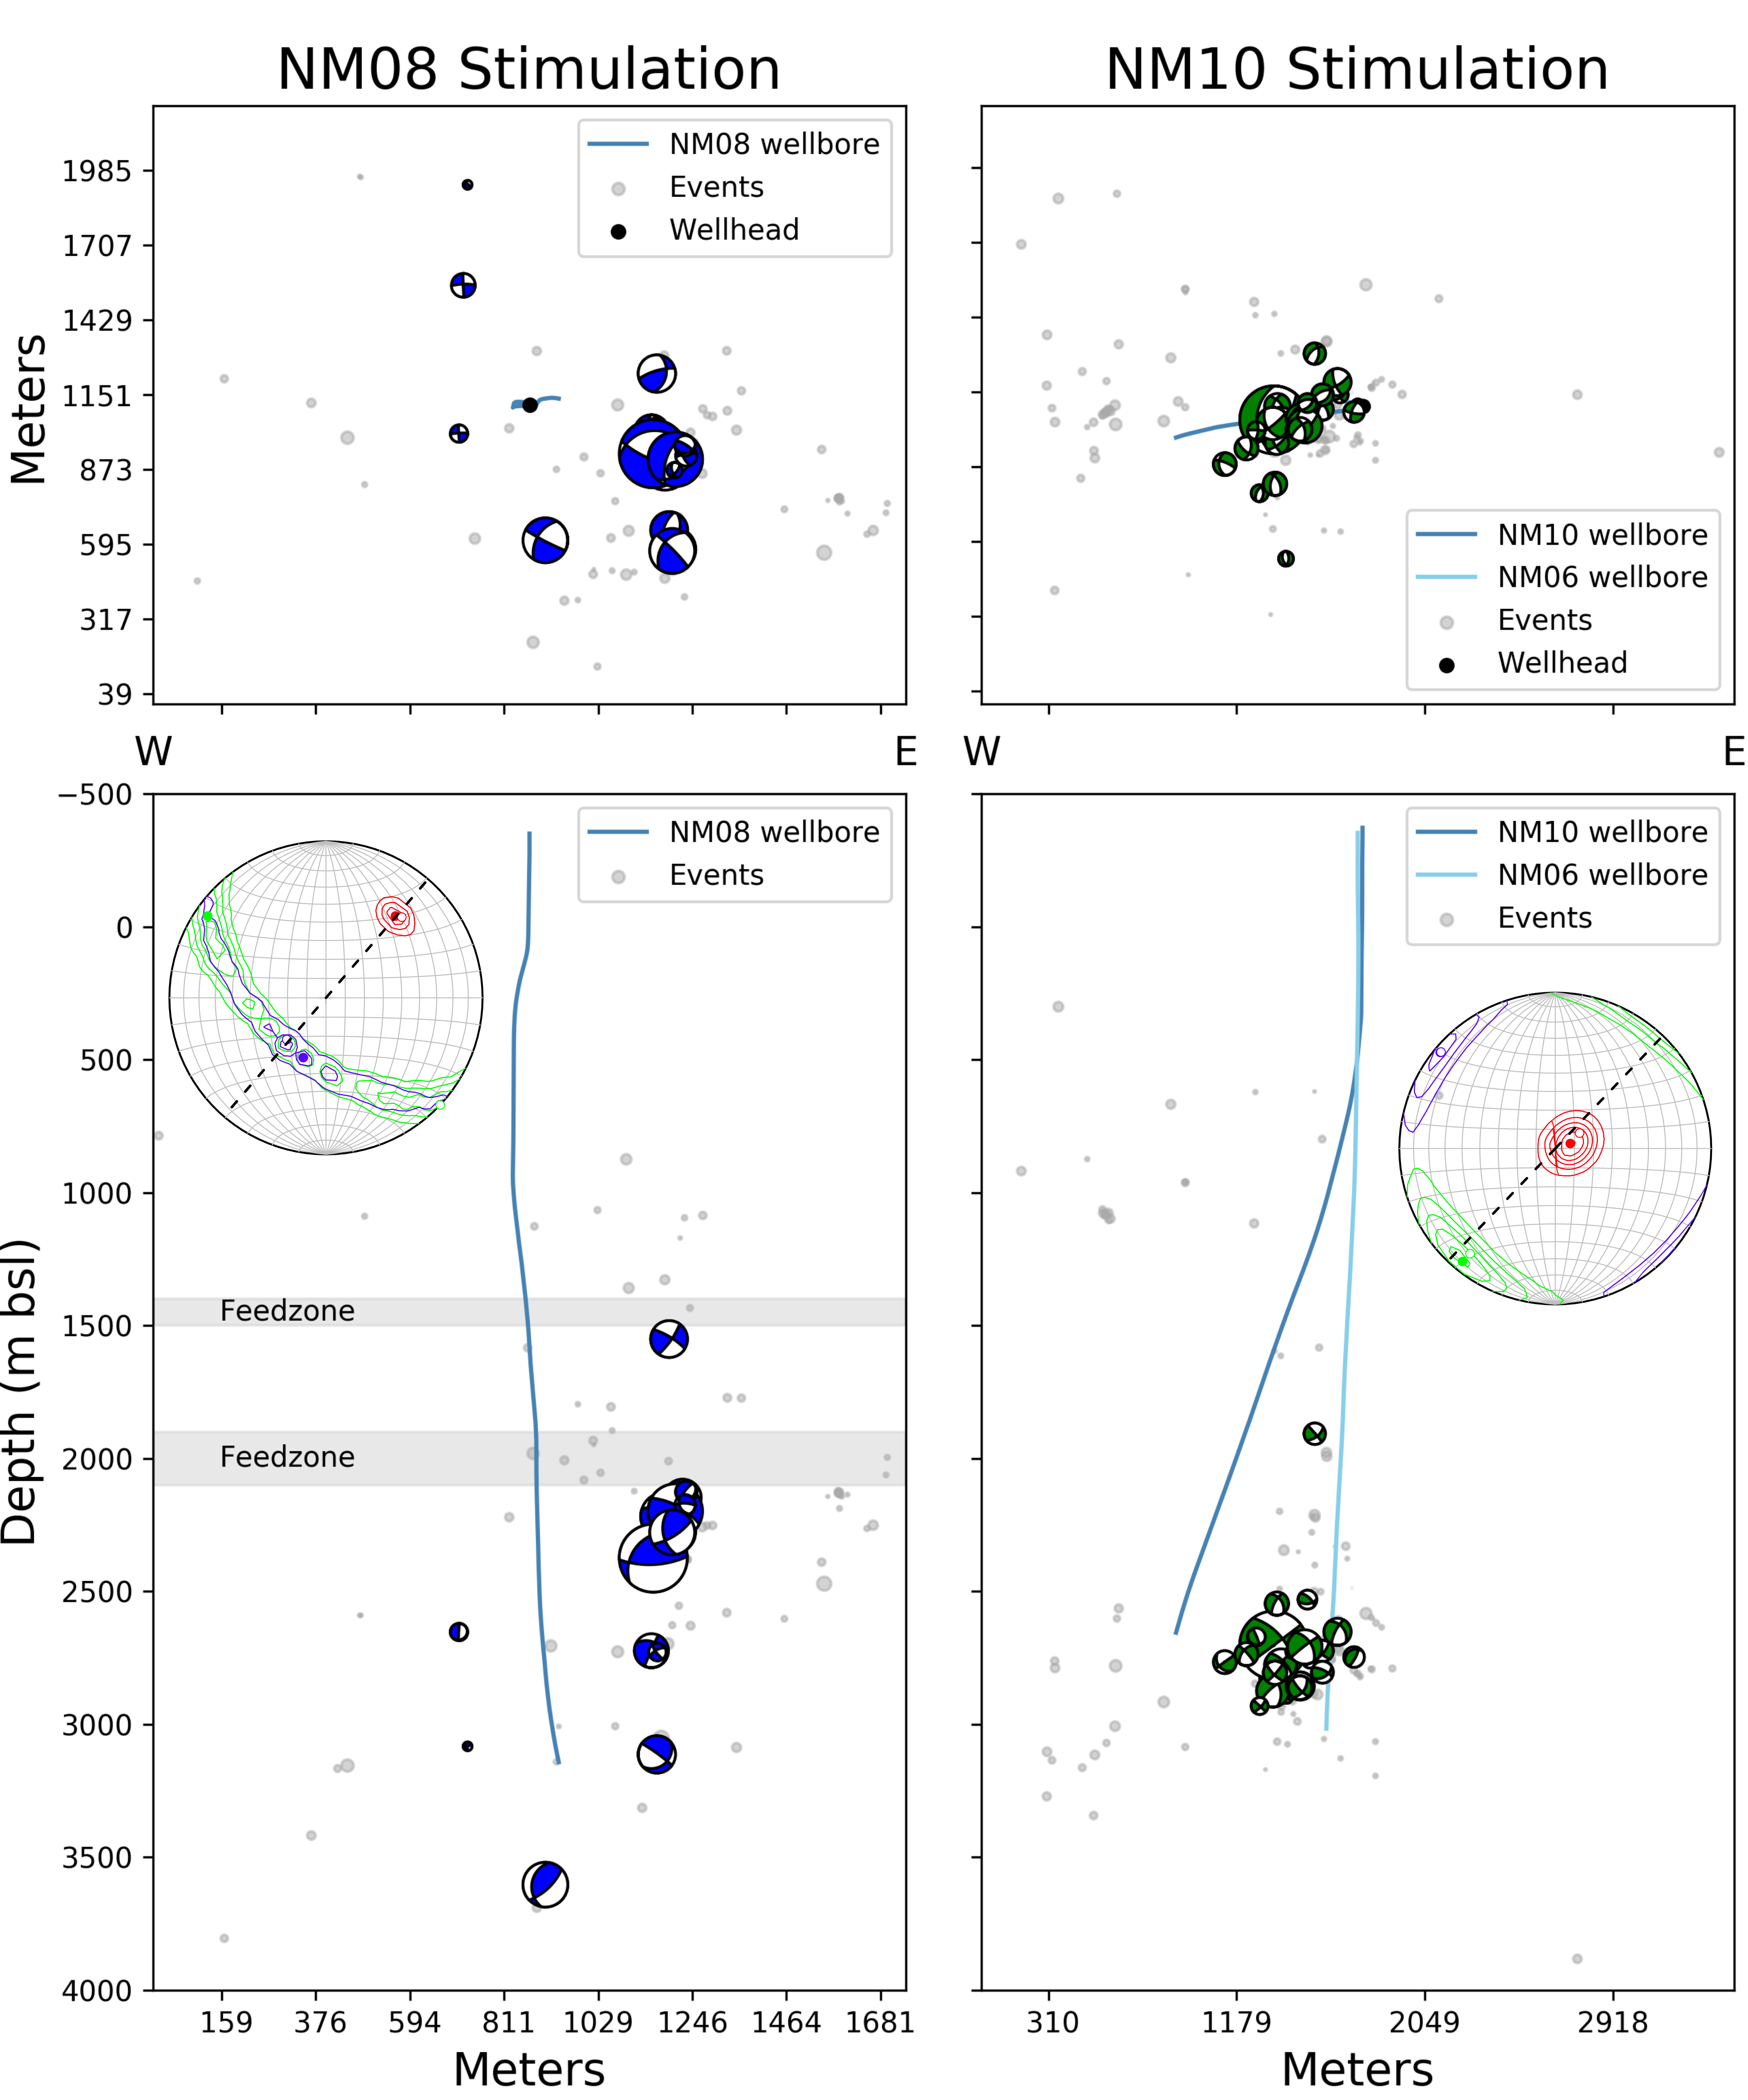 NM08 Stimulation
NM10 Stimulation
Meters
1985
1707
1429
1151
873
595
317
39
NM08 wellbore
Events
Wellhead
NM10 wellbore
NM06 wellbore
Events
Wellhead
W
E
W
E
Depth (m bsl)
−500
0
500
1000
1500
2000
2500
3000
3500
4000
NM08 wellbore
Events
Feedzone
Feedzone
NM10 wellbore
NM06 wellbore
Events
159
376
594
811
1029
1246
1464
1681
310
1179
2049
2918
Meters
Meters